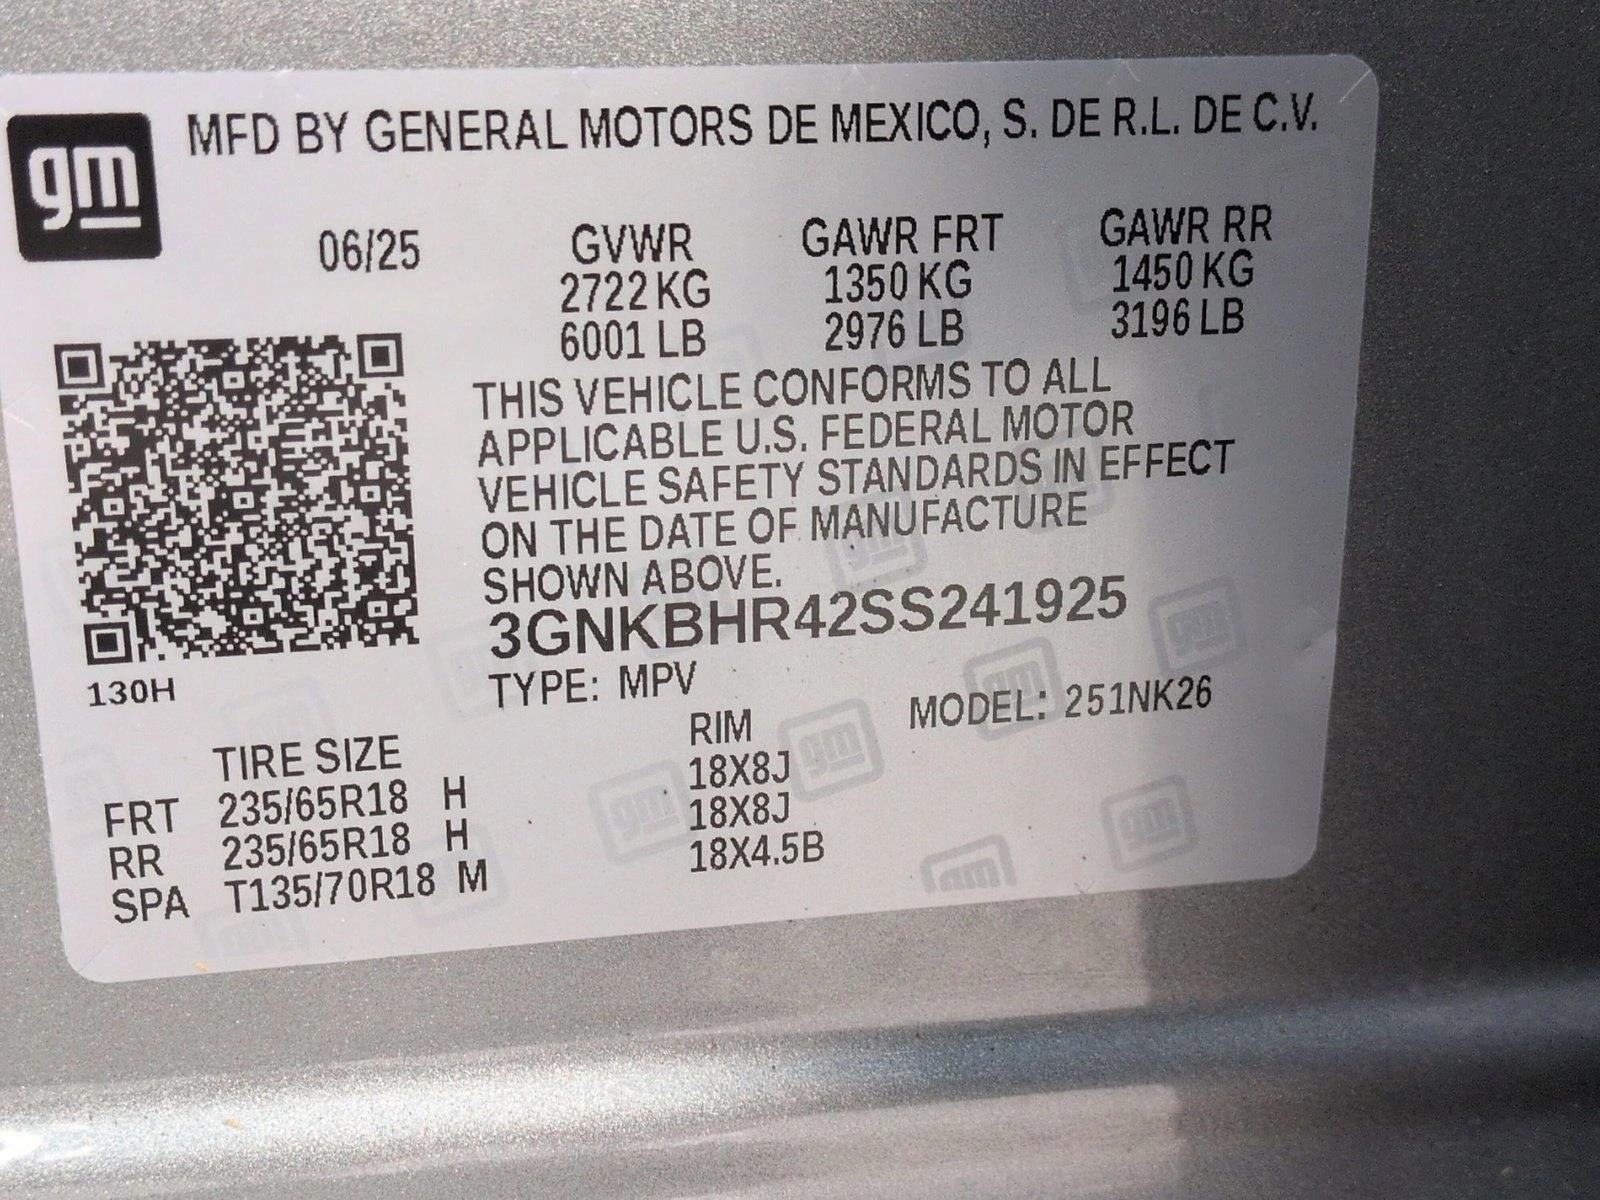 gm
MFD BY GENERAL MOTORS DE MEXICO, S. DE R.L. DE C.V.
06/25 GVWR GAWR FRT GAWR RR
2722 KG 1350 KG 1450 KG
6001 LB 2976 LB 3196 LB
THIS VEHICLE CONFORMS TO ALL
APPLICABLE U.S. FEDERAL MOTOR
VEHICLE SAFETY STANDARDS IN EFFECT
ON THE DATE OF MANUFACTURE
SHOWN ABOVE.
3GNKBHR42SS241925
130H
TYPE: MPV MODEL: 251NK26
TIRE SIZE RIM
FRT 235/65R18 H 18X8J
RR 235/65R18 H 18X8J
SPA T135/70R18 M 18X4.5B